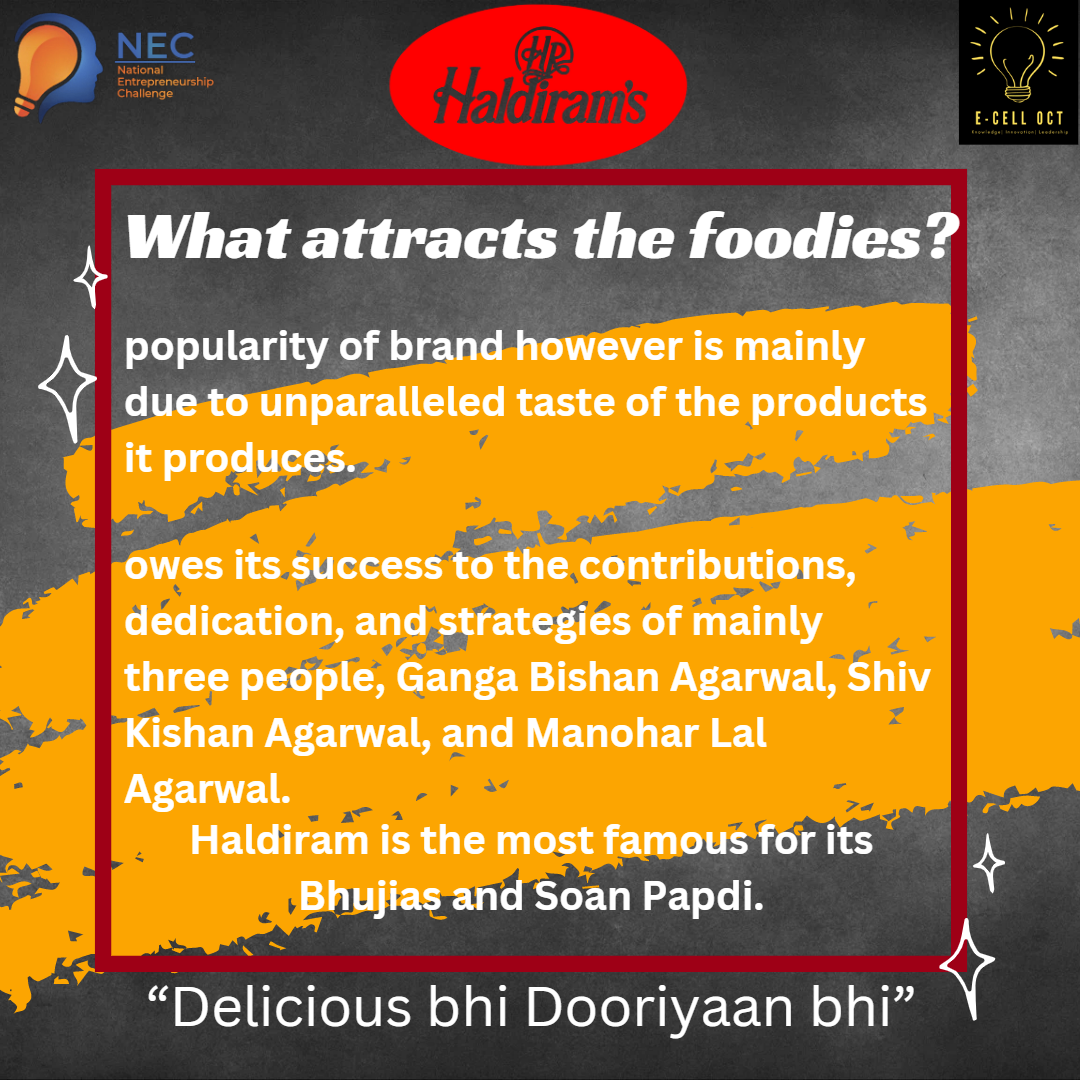 NEC
National
Entrepreneurship
Challenge
HR
Haldiram's
E-CELL OCT
Knowledge| Innovation| Leadership
What attracts the foodies?
popularity of brand however is mainly
due to unparalleled taste of the products
it produces.
owes its success to the contributions,
dedication, and strategies of mainly
three people, Ganga Bishan Agarwal, Shiv
Kishan Agarwal, and Manohar Lal
Agarwal.
Haldiram is the most famous for its
Bhujias and Soan Papdi.
“Delicious bhi Dooriyaan bhi”